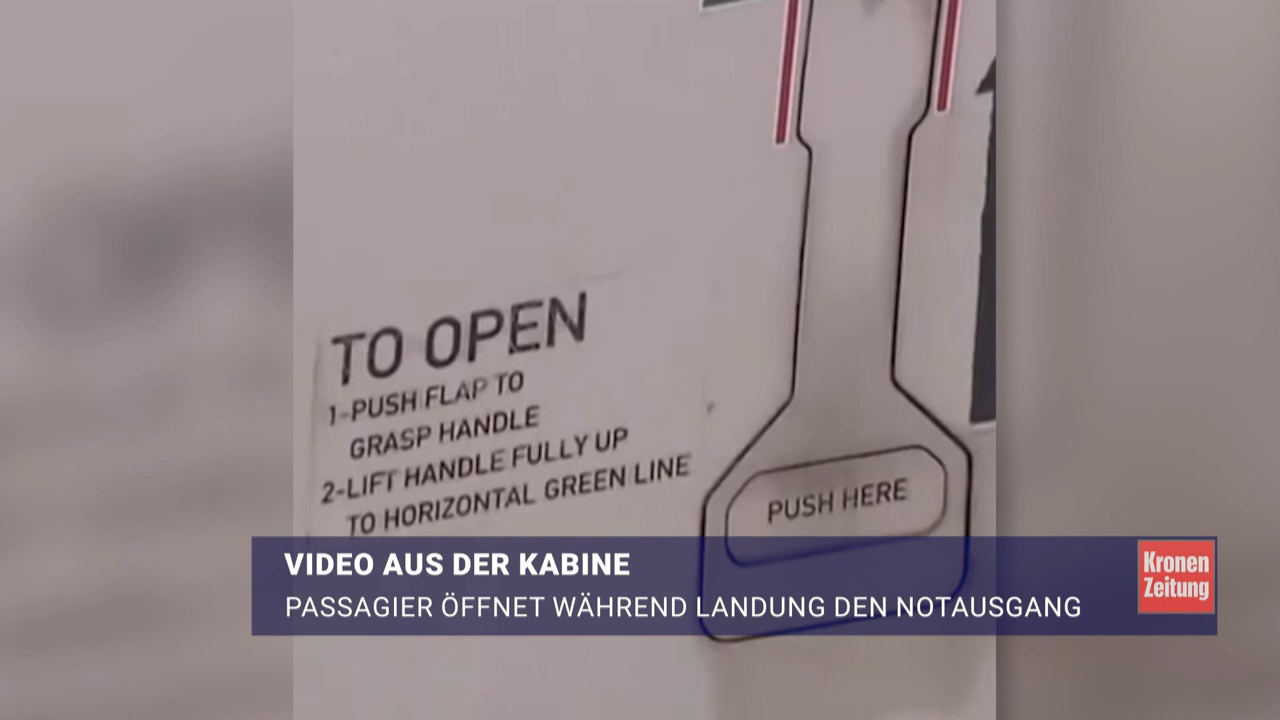 TO OPEN
1-PUSH FLAP TO
GRASP HANDLE
2-LIFT HANDLE FULLY UP
TO HORIZONTAL GREEN LINE
PUSH HERE
VIDEO AUS DER KABINE
PASSAGIER ÖFFNET WÄHREND LANDUNG DEN NOTAUSGANG
Kronen
Zeitung